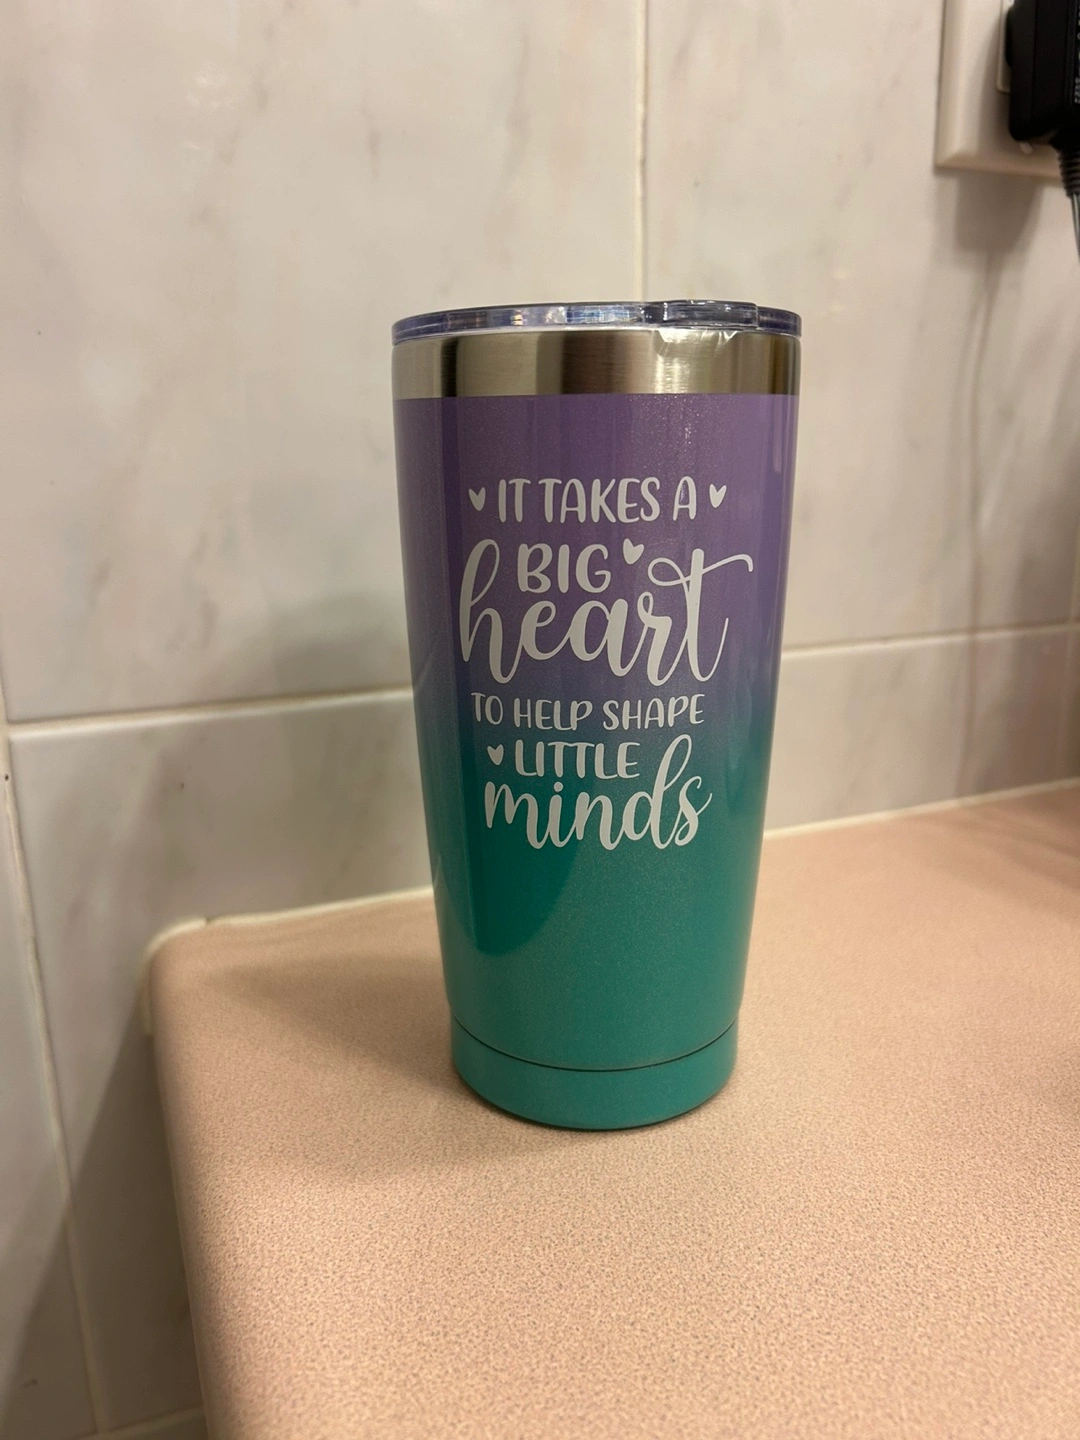 IT TAKES A
BIG
heart
TO HELP SHAPE
LITTLE
minds